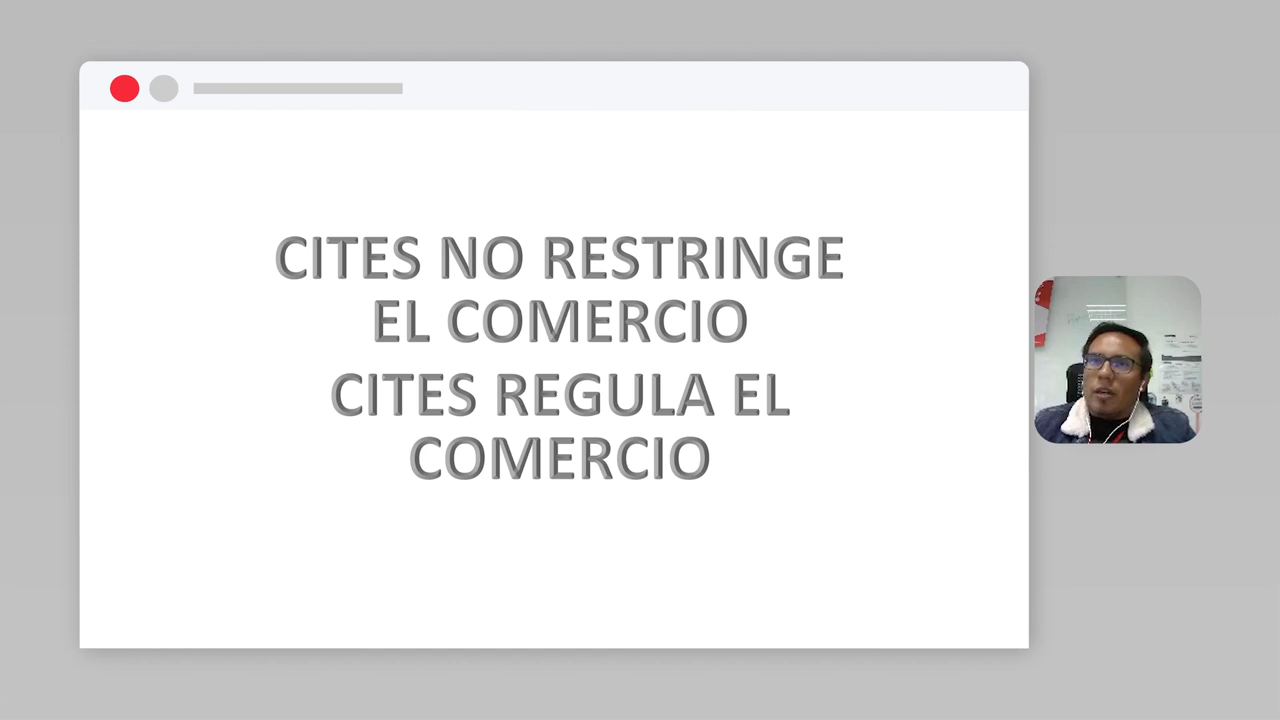 CITES NO RESTRINGE
EL COMERCIO
CITES REGULA EL
COMERCIO